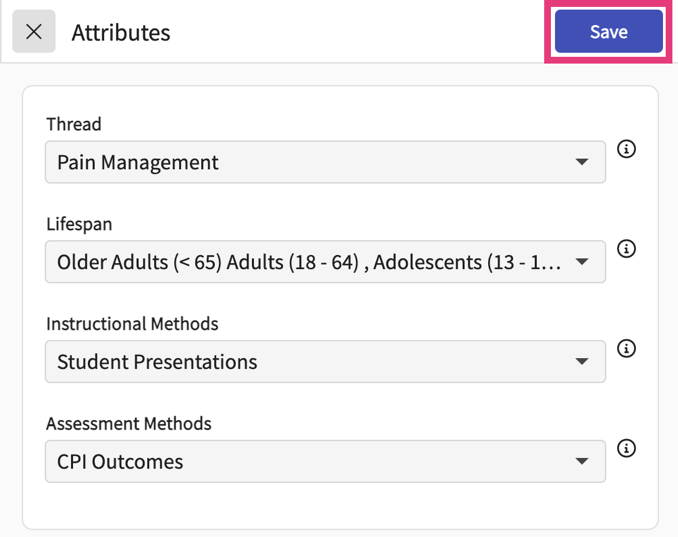 Attributes
Save
Thread
Pain Management
Lifespan
Older Adults (< 65) Adults (18 - 64) , Adolescents (13 - 1...
Instructional Methods
Student Presentations
Assessment Methods
CPI Outcomes